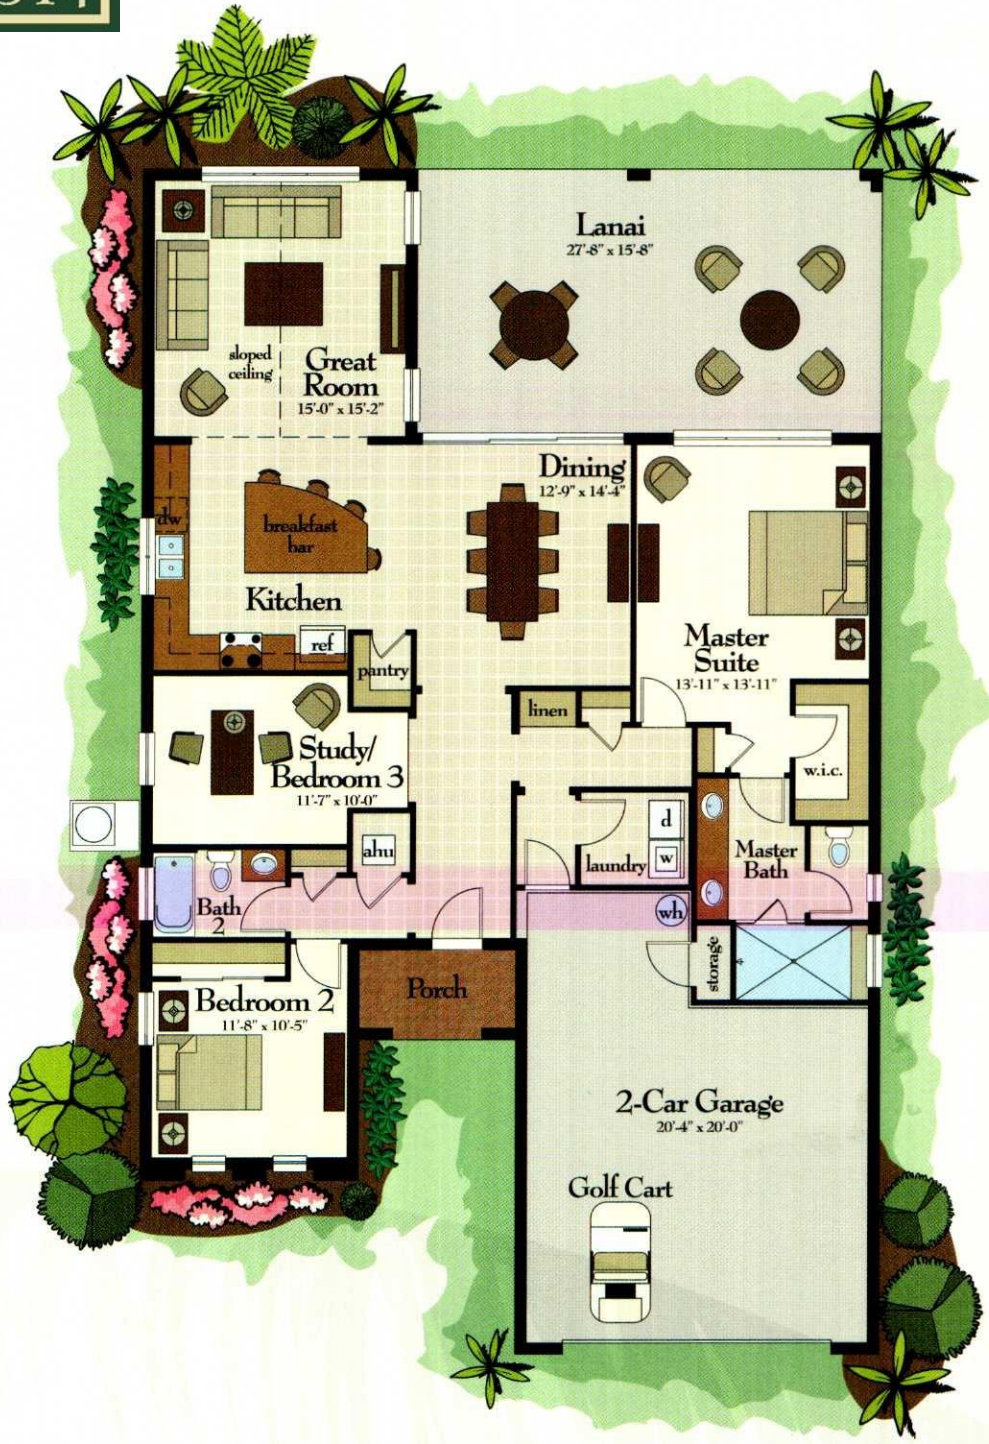 Lanai
27'-8" x 15'-8"
sloped
ceiling
Great
Room
15'-0" x 15'-2"
Dining
12'-9" x 14'-4"
dw
breakfast
bar
Kitchen
ref
pantry
Master
Suite
13'-11" x 13'-11"
linen
Study/
Bedroom 3
11'-7" x 10'-0"
w.i.c.
ahu
d
w
laundry
Master
Bath
Bath
2
wh
storage
Porch
Bedroom 2
11'-8" x 10'-5"
2-Car Garage
20'-4" x 20'-0"
Golf Cart